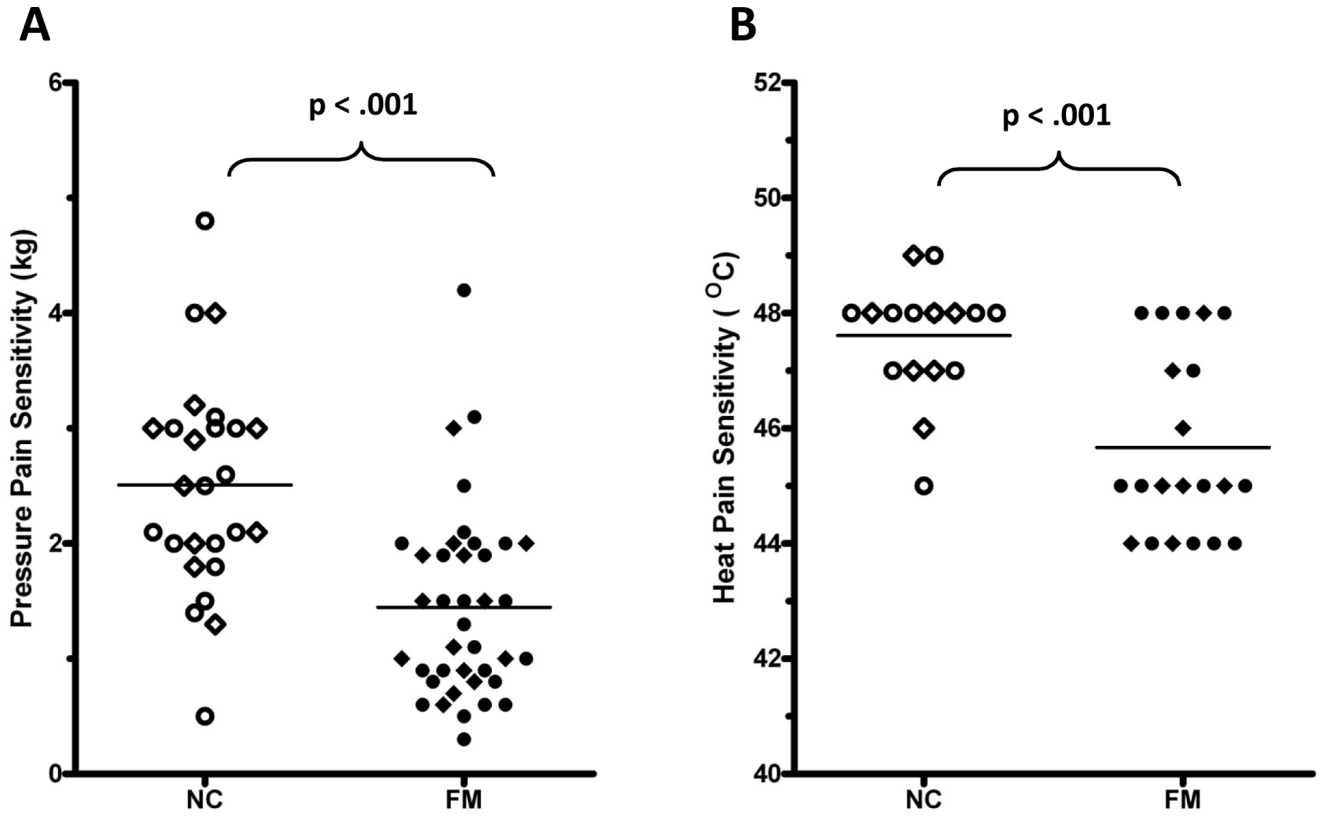 A
B
Pressure Pain Sensitivity (kg)
6
4
2
0
p < .001
NC
FM
Heat Pain Sensitivity ( OC)
52
50
48
46
44
42
40
p < .001
NC
FM